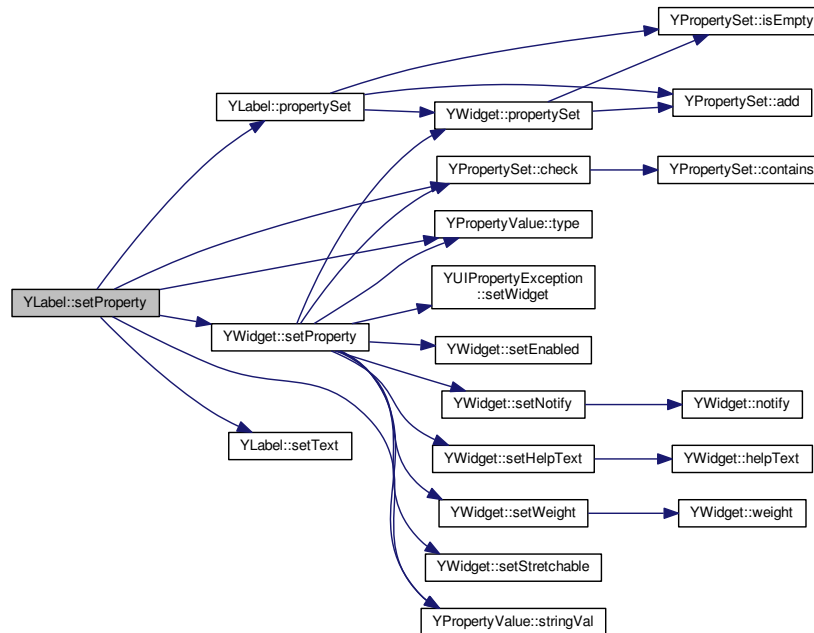 YPropertySet::isEmpty
YLabel::propertySet
YPropertySet::add
YWidget::propertySet
YPropertySet::check
YPropertySet::contains
YPropertyValue::type
YUIPropertyException
::setWidget
YLabel::setProperty
YWidget::setProperty
YWidget::setEnabled
YWidget::setNotify
YWidget::notify
YLabel::setText
YWidget::setHelpText
YWidget::helpText
YWidget::setWeight
YWidget::weight
YWidget::setStretchable
YPropertyValue::stringVal